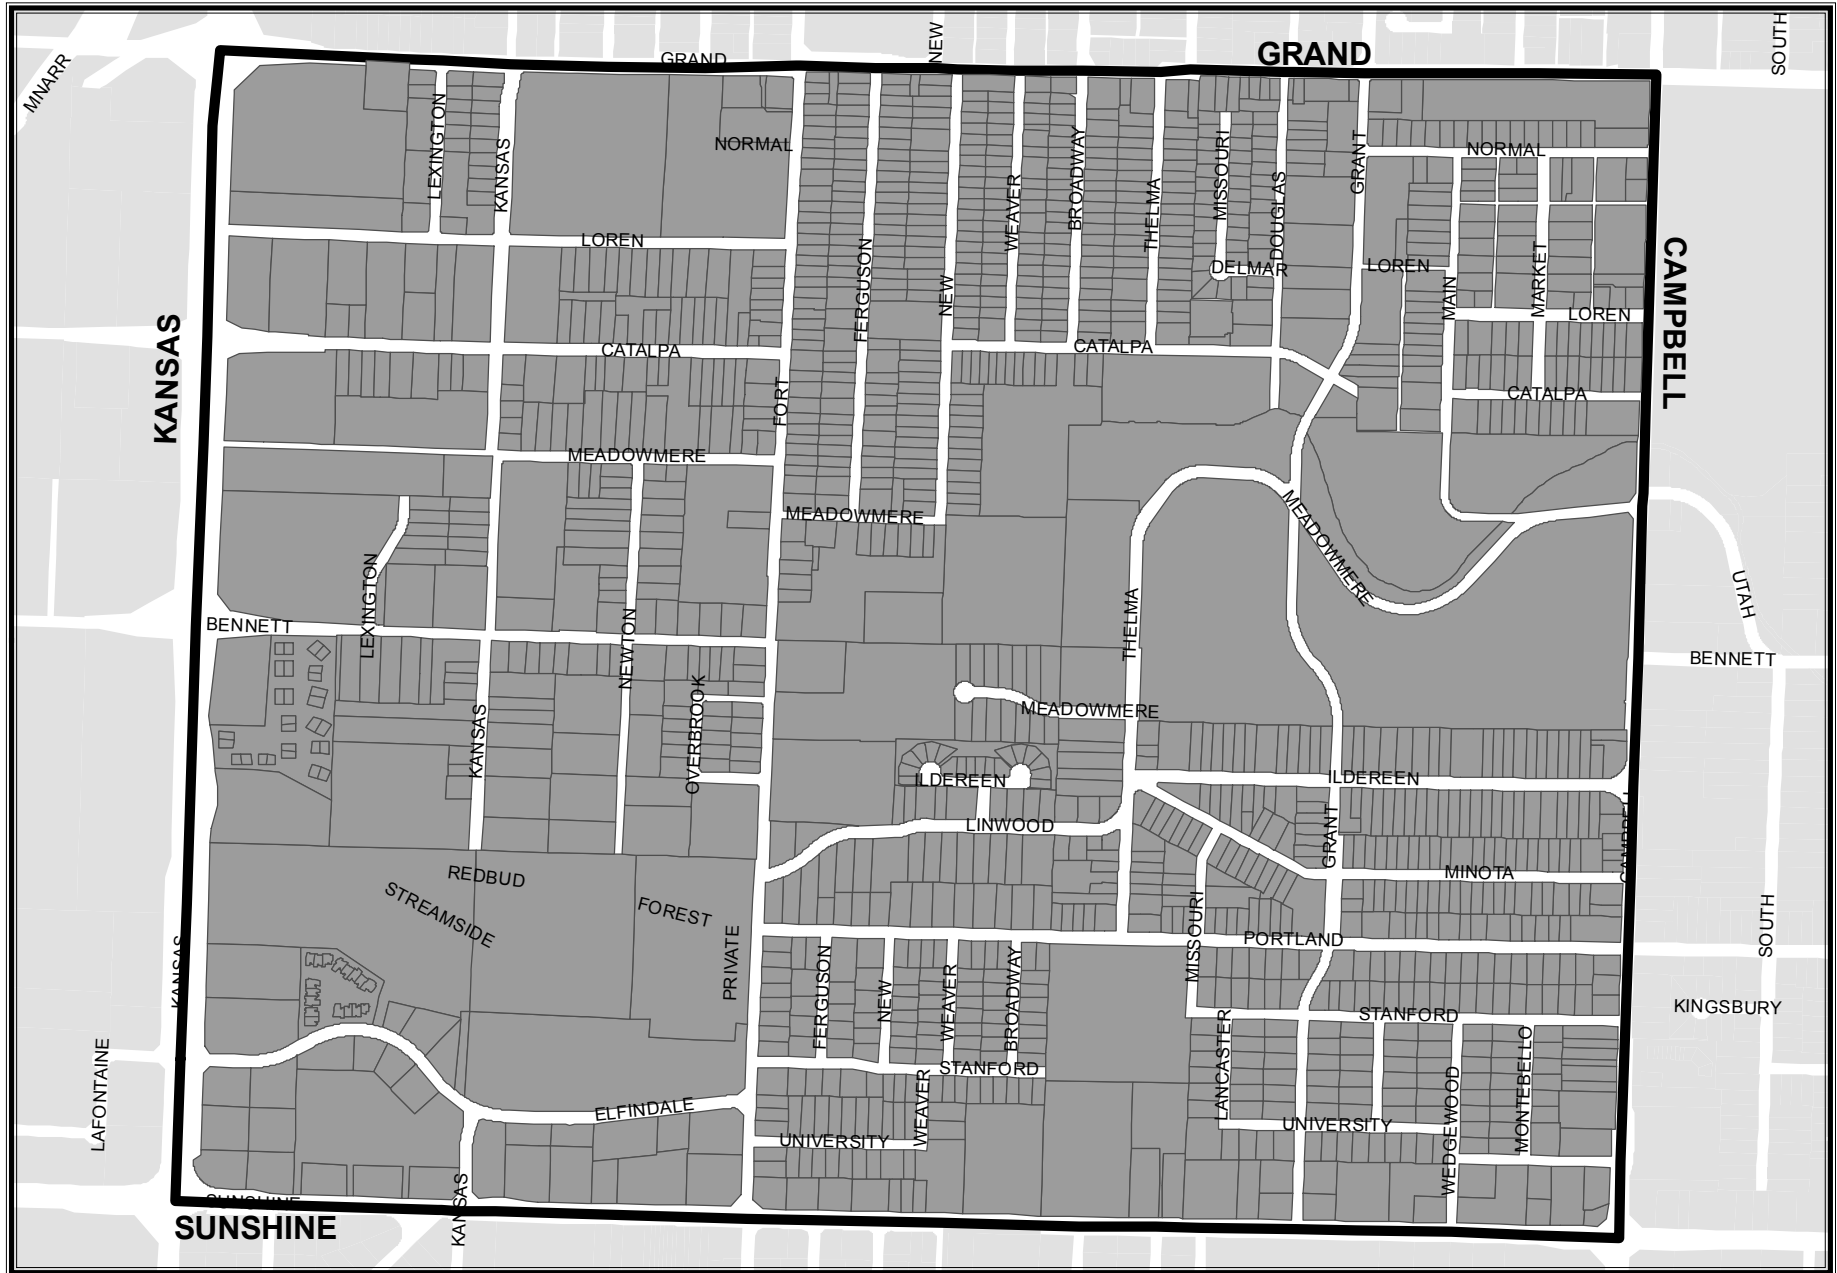 GRAND
NEW
GRAND
SOUTH
MNARR
LEXINGTON
KANSAS
NORMAL
BROADWAY
MISSOURI
GRANT
NORMAL
WEAVER
THELMA
DOUGLAS
LOREN
FERGUSON
NEW
DELMAR
LOREN
MAIN
MARKET
LOREN
CAMPBELL
KANSAS
CATALPA
CATALPA
FORT
CATALPA
MEADOWMERE
MEADOWMERE
MEADOWMERE
LEXINGTON
THELMA
UTAH
BENNETT
NEWTON
BENNETT
KANSAS
OVERBROOK
MEADOWMERE
ILDEREEN
ILDEREEN
LINWOOD
GRANT
CAMPBELL
REDBUD
MINOTA
STREAMSIDE
FOREST
PRIVATE
MISSOURI
PORTLAND
SOUTH
KANSAS
FERGUSON
NEW
WEAVER
BROADWAY
STANFORD
KINGSBURY
LAFONTAINE
STANFORD
LANCASTER
WEDGEWOOD
MONTEBELLO
ELFINDALE
WEAVER
UNIVERSITY
UNIVERSITY
SUNSHINE
KANSAS
SUNSHINE